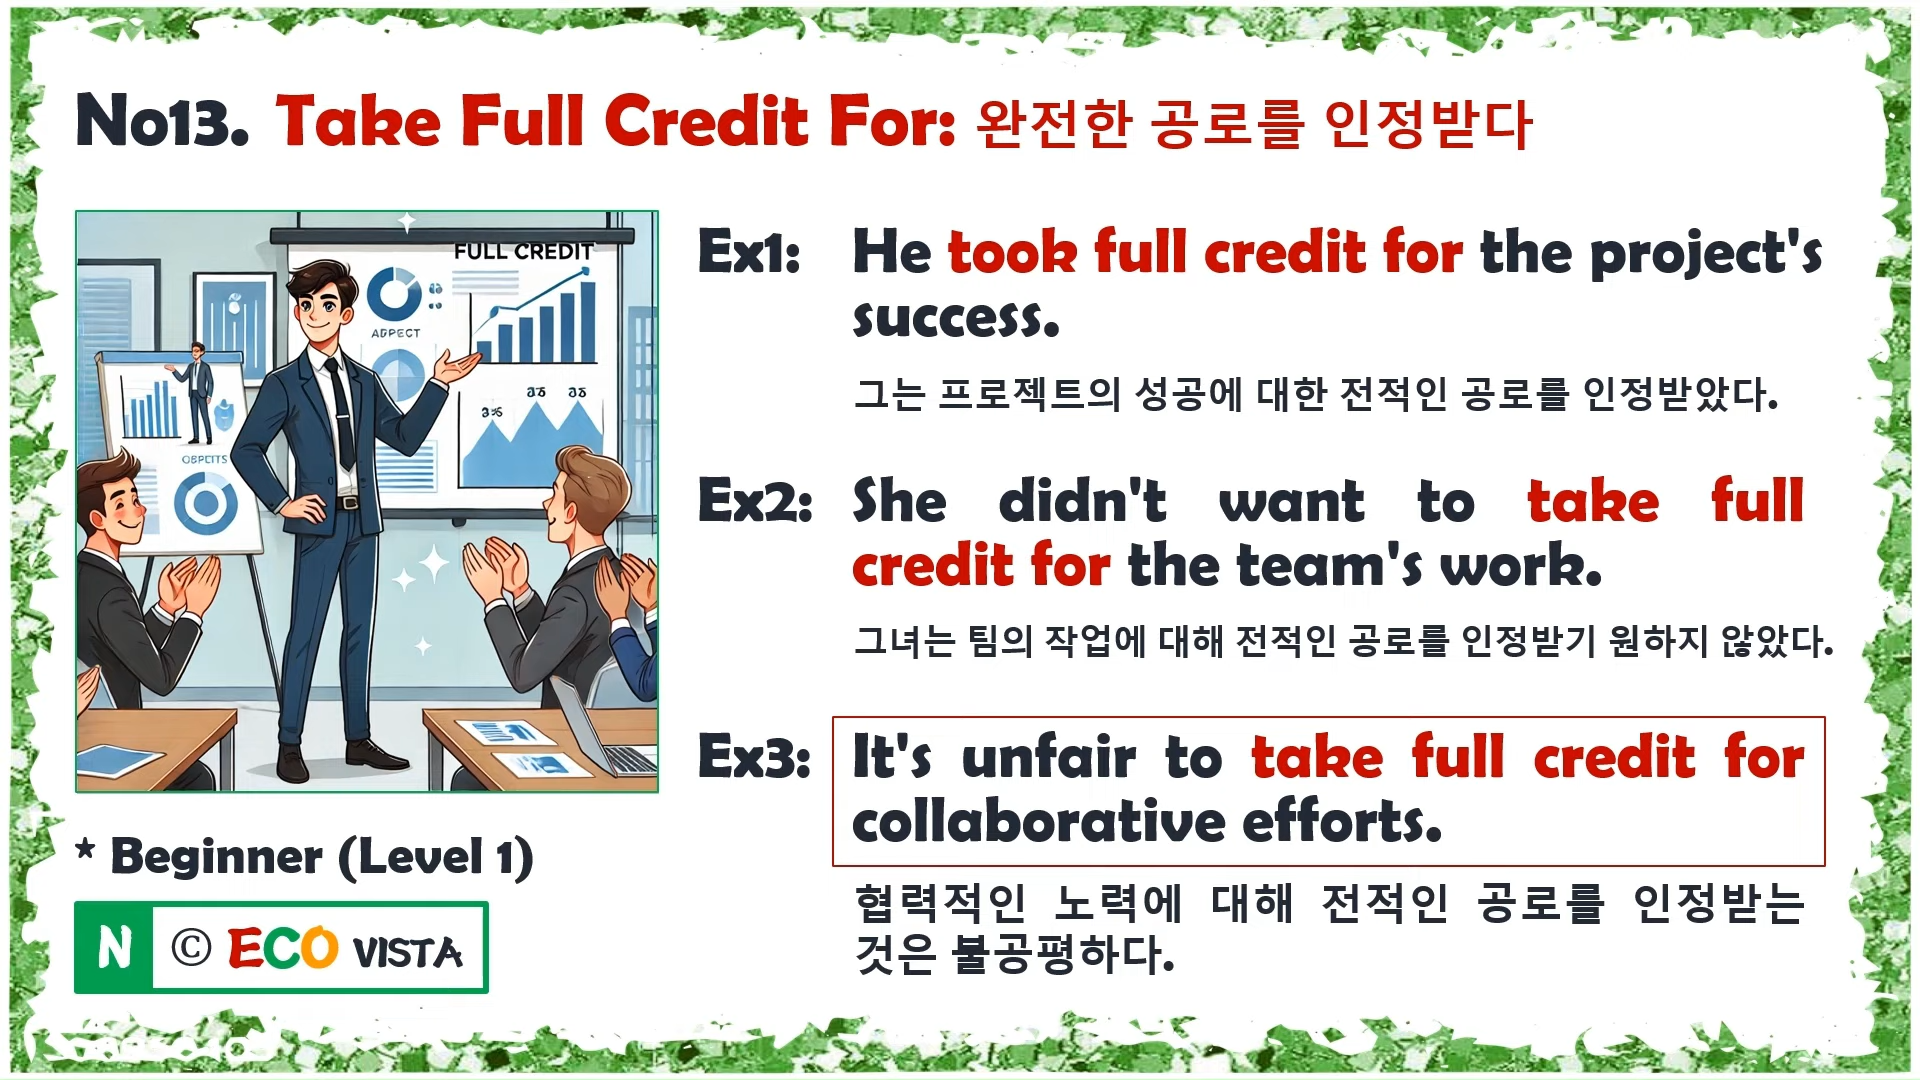 No13. Take Full Credit For: 완전한 공로를 인정받다
FULL CREDIT
ADPECT
3%
35
35
OBPEITS
Ex1: He took full credit for the project's
success.
그는 프로젝트의 성공에 대한 전적인 공로를 인정받았다.
Ex2: She didn't want to take full
credit for the team's work.
그녀는 팀의 작업에 대해 전적인 공로를 인정받기 원하지 않았다.
Ex3: It's unfair to take full credit for
collaborative efforts.
협력적인 노력에 대해 전적인 공로를 인정받는
것은 불공평하다.
* Beginner (Level 1)
N © ECO VISTA